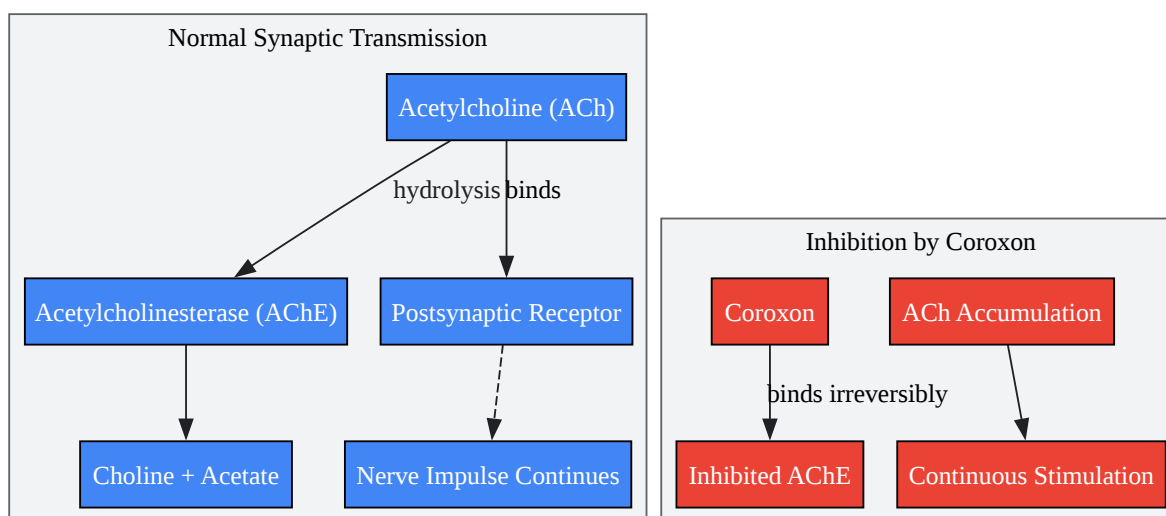 Normal Synaptic Transmission
Acetylcholine (ACh)
hydrolysis
binds
Acetylcholinesterase (AChE)
Postsynaptic Receptor
Choline + Acetate
Nerve Impulse Continues
Inhibition by Coroxon
Coroxon
ACh Accumulation
binds irreversibly
Inhibited AChE
Continuous Stimulation